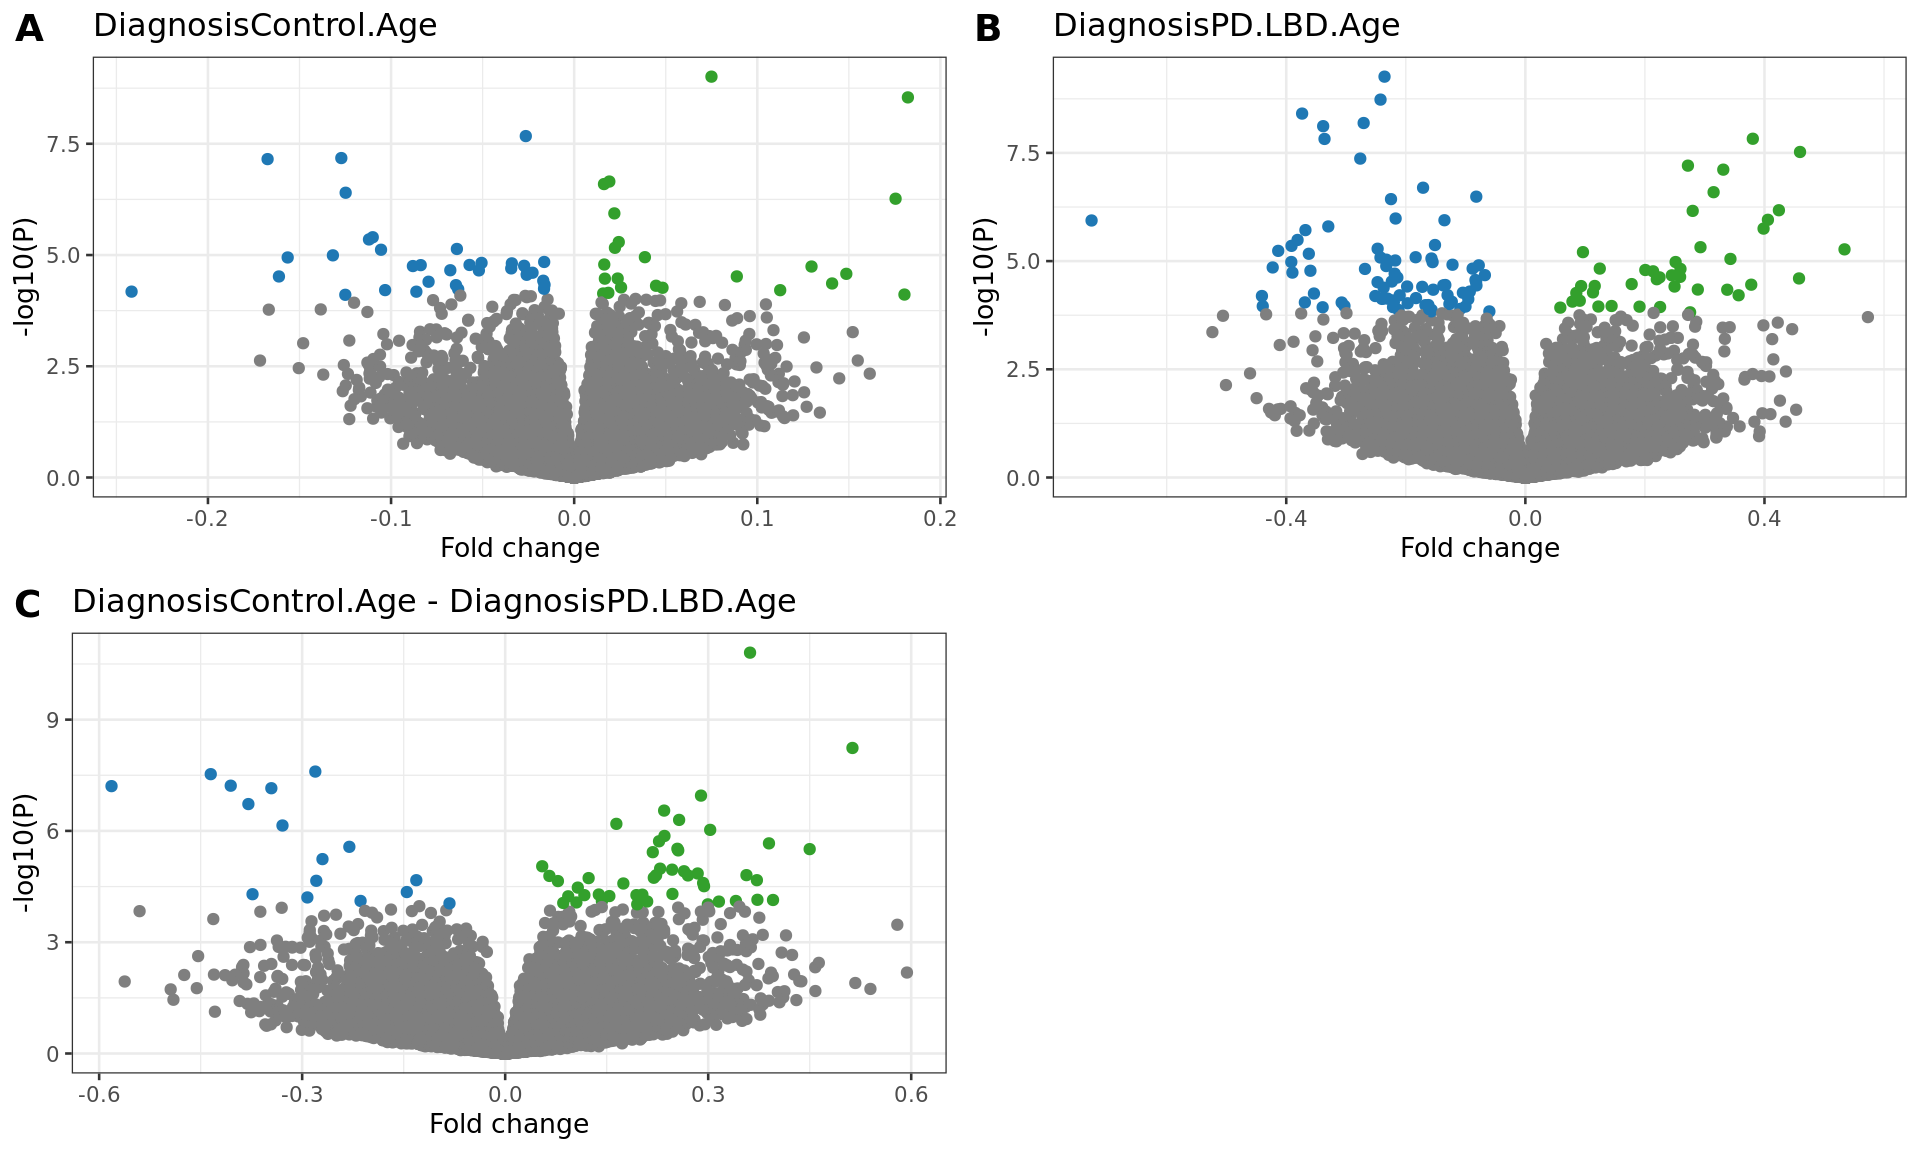 A DiagnosisControl.Age
-log10(P)
7.5
5.0
2.5
0.0
-0.2 -0.1 0.0 0.1 0.2
Fold change
B DiagnosisPD.LBD.Age
-log10(P)
7.5
5.0
2.5
0.0
-0.4 0.0 0.4
Fold change
C DiagnosisControl.Age - DiagnosisPD.LBD.Age
-log10(P)
9
6
3
0
-0.6 -0.3 0.0 0.3 0.6
Fold change